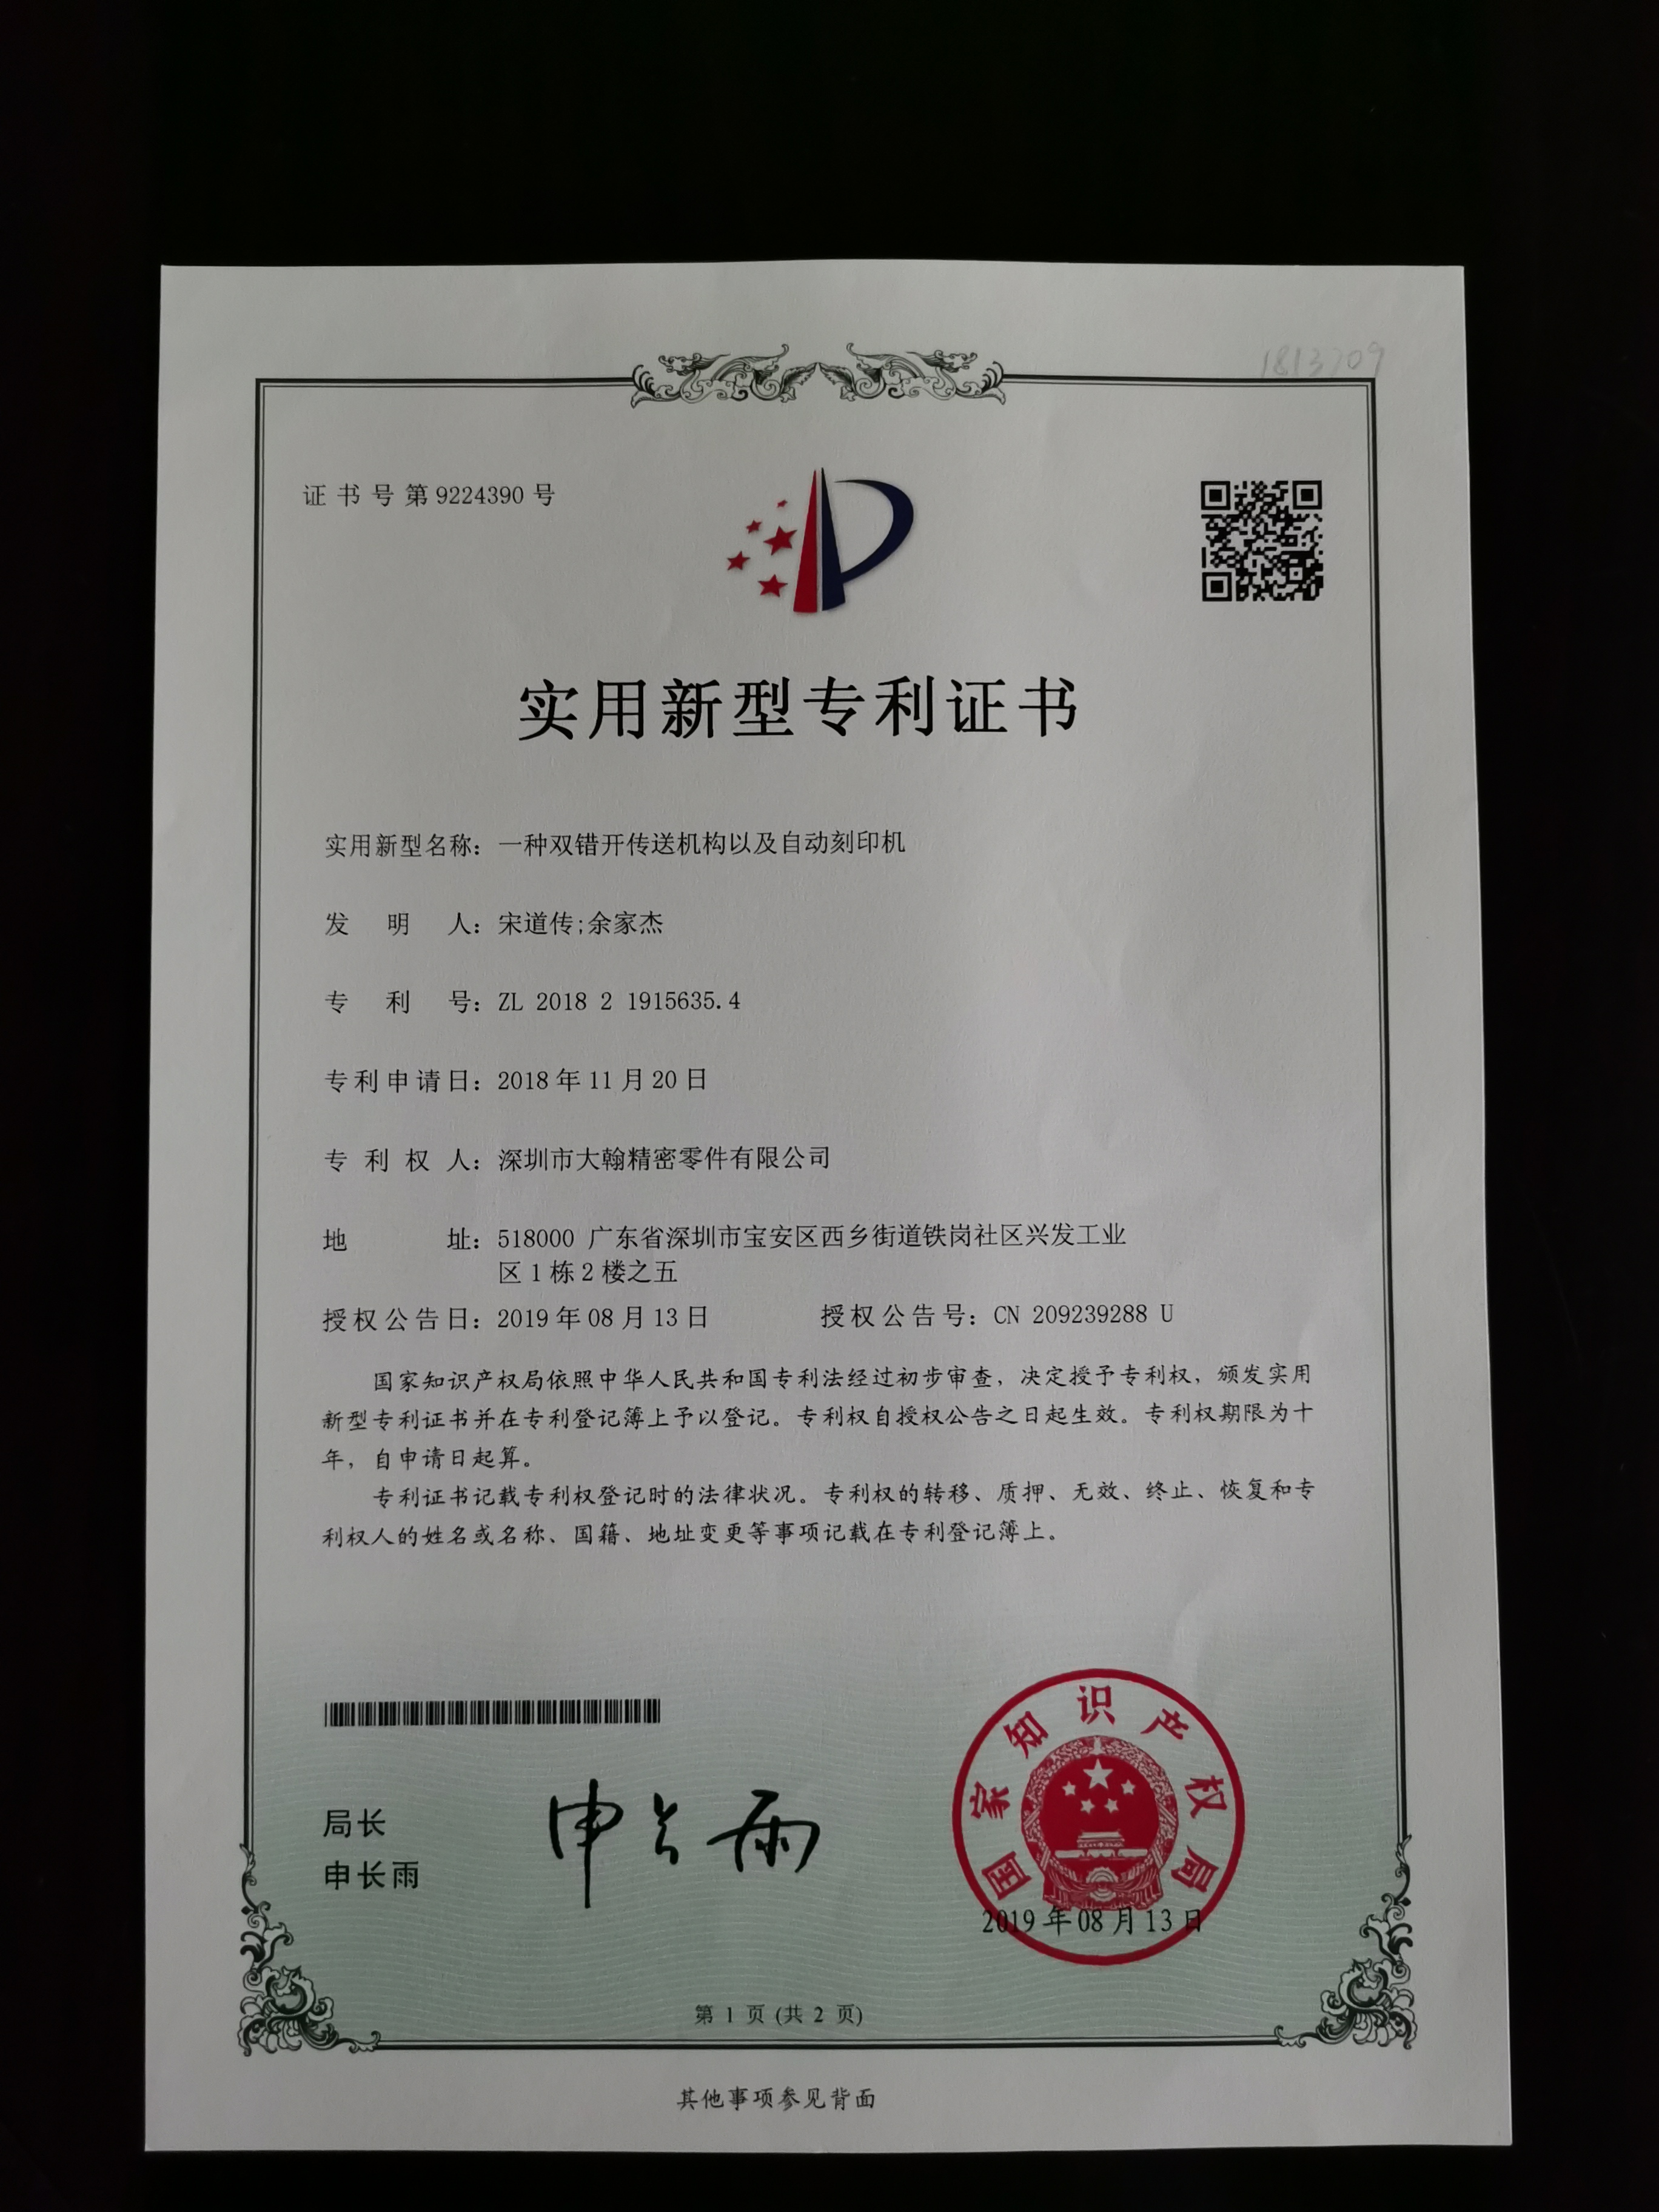 1813709
证书号第9224390号
实用新型专利证书
实用新型名称：一种双错开传送机构以及自动刻印机
发明人：宋道传;余家杰
专利号：ZL 2018 2 1915635.4
专利申请日：2018年11月20日
专利权人：深圳市大翰精密零件有限公司
地址：518000 广东省深圳市宝安区西乡街道铁岗社区兴发工业
区1栋2楼之五
授权公告日：2019年08月13日 授权公告号：CN 209239288 U
国家知识产权局依照中华人民共和国专利法经过初步审查，决定授予专利权，颁发实用
新型专利证书并在专利登记簿上予以登记。专利权自授权公告之日起生效。专利权期限为十
年，自申请日起算。
专利证书记载专利权登记时的法律状况。专利权的转移、质押、无效、终止、恢复和专
利权人的姓名或名称、国籍、地址变更等事项记载在专利登记簿上。
局长
申长雨
申长雨
国家知识产权局
2019年08月13日
第 1 页 (共 2 页)
其他事项参见背面